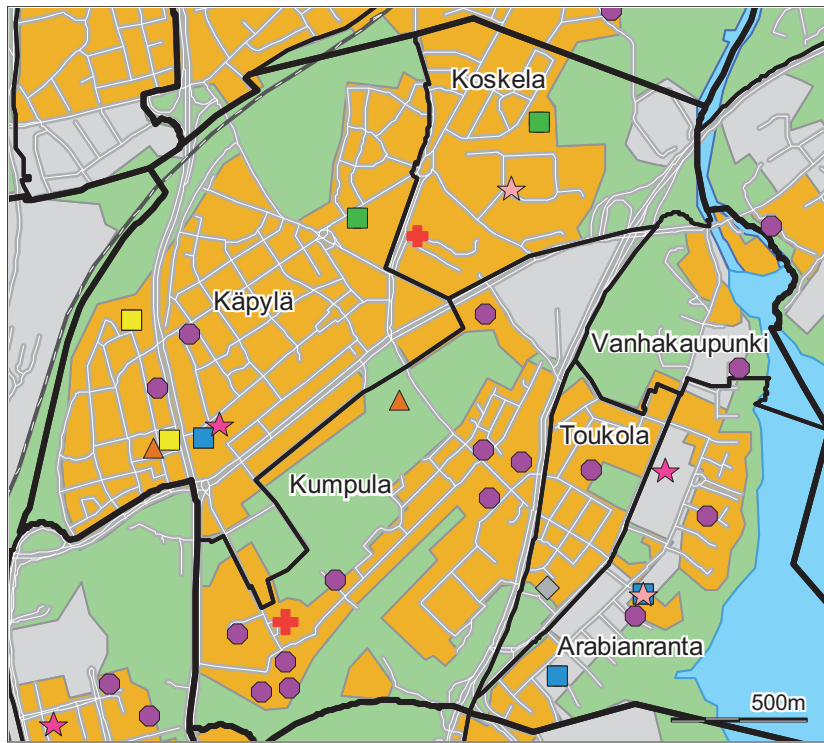 Koskela
Käpylä
Vanhakaupunki
Toukola
Kumpula
Arabianranta
500m